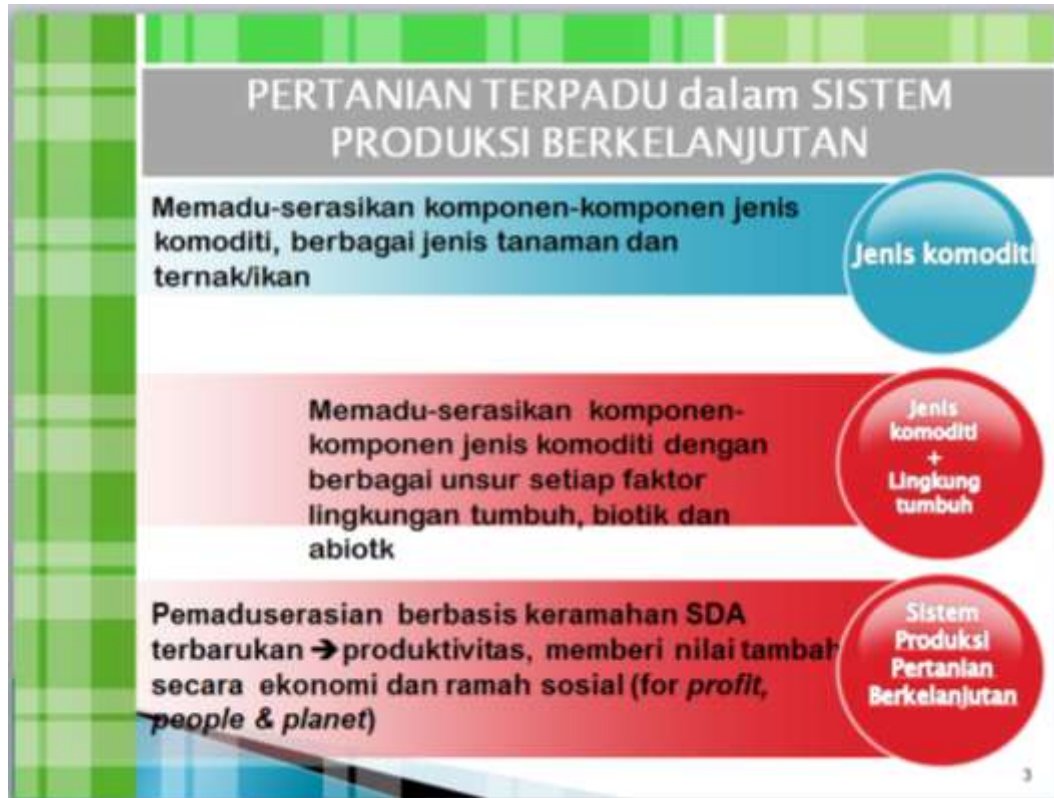 PERTANIAN TERPADU dalam SISTEM
PRODUKSI BERKELANJUTAN
Memadu-serasikan komponen-komponen jenis
komoditi, berbagai jenis tanaman dan
ternak/ikan
Jenis komoditi
Memadu-serasikan komponen-
komponen jenis komoditi dengan
berbagai unsur setiap faktor
lingkungan tumbuh, biotik dan
abiotk
Jenis
komoditi
+
Lingkung
tumbuh
Pemaduserasian berbasis keramahan SDA
terbarukan ➔ produktivitas, memberi nilai tambah
secara ekonomi dan ramah sosial (for profit,
people & planet)
Sistem
Produksi
Pertanian
Berkelanjutan
3